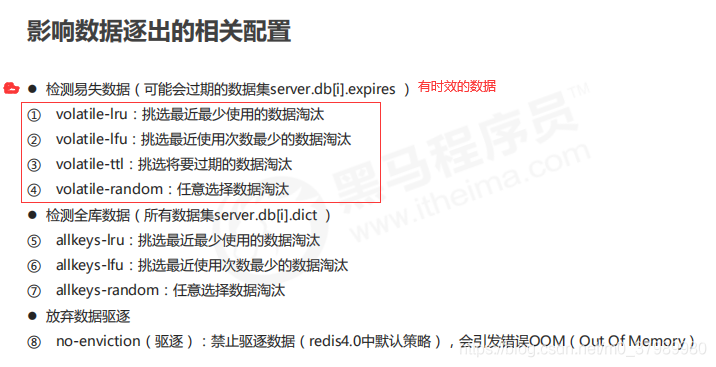 影响数据逐出的相关配置
● 检测易失数据（可能会过期的数据集server.db[i].expires ） 有时效的数据
① volatile-lru：挑选最近最少使用的数据淘汰
② volatile-lfu：挑选最近使用次数最少的数据淘汰
③ volatile-ttl：挑选将要过期的数据淘汰
④ volatile-random：任意选择数据淘汰
● 检测全库数据（所有数据集server.db[i].dict ）
⑤ allkeys-lru：挑选最近最少使用的数据淘汰
⑥ allkeys-lfu：挑选最近使用次数最少的数据淘汰
⑦ allkeys-random：任意选择数据淘汰
● 放弃数据驱逐
⑧ no-enviction（驱逐）：禁止驱逐数据（redis4.0中默认策略），会引发错误OOM（Out Of Memory）
黑马程序员
www.itheima.com